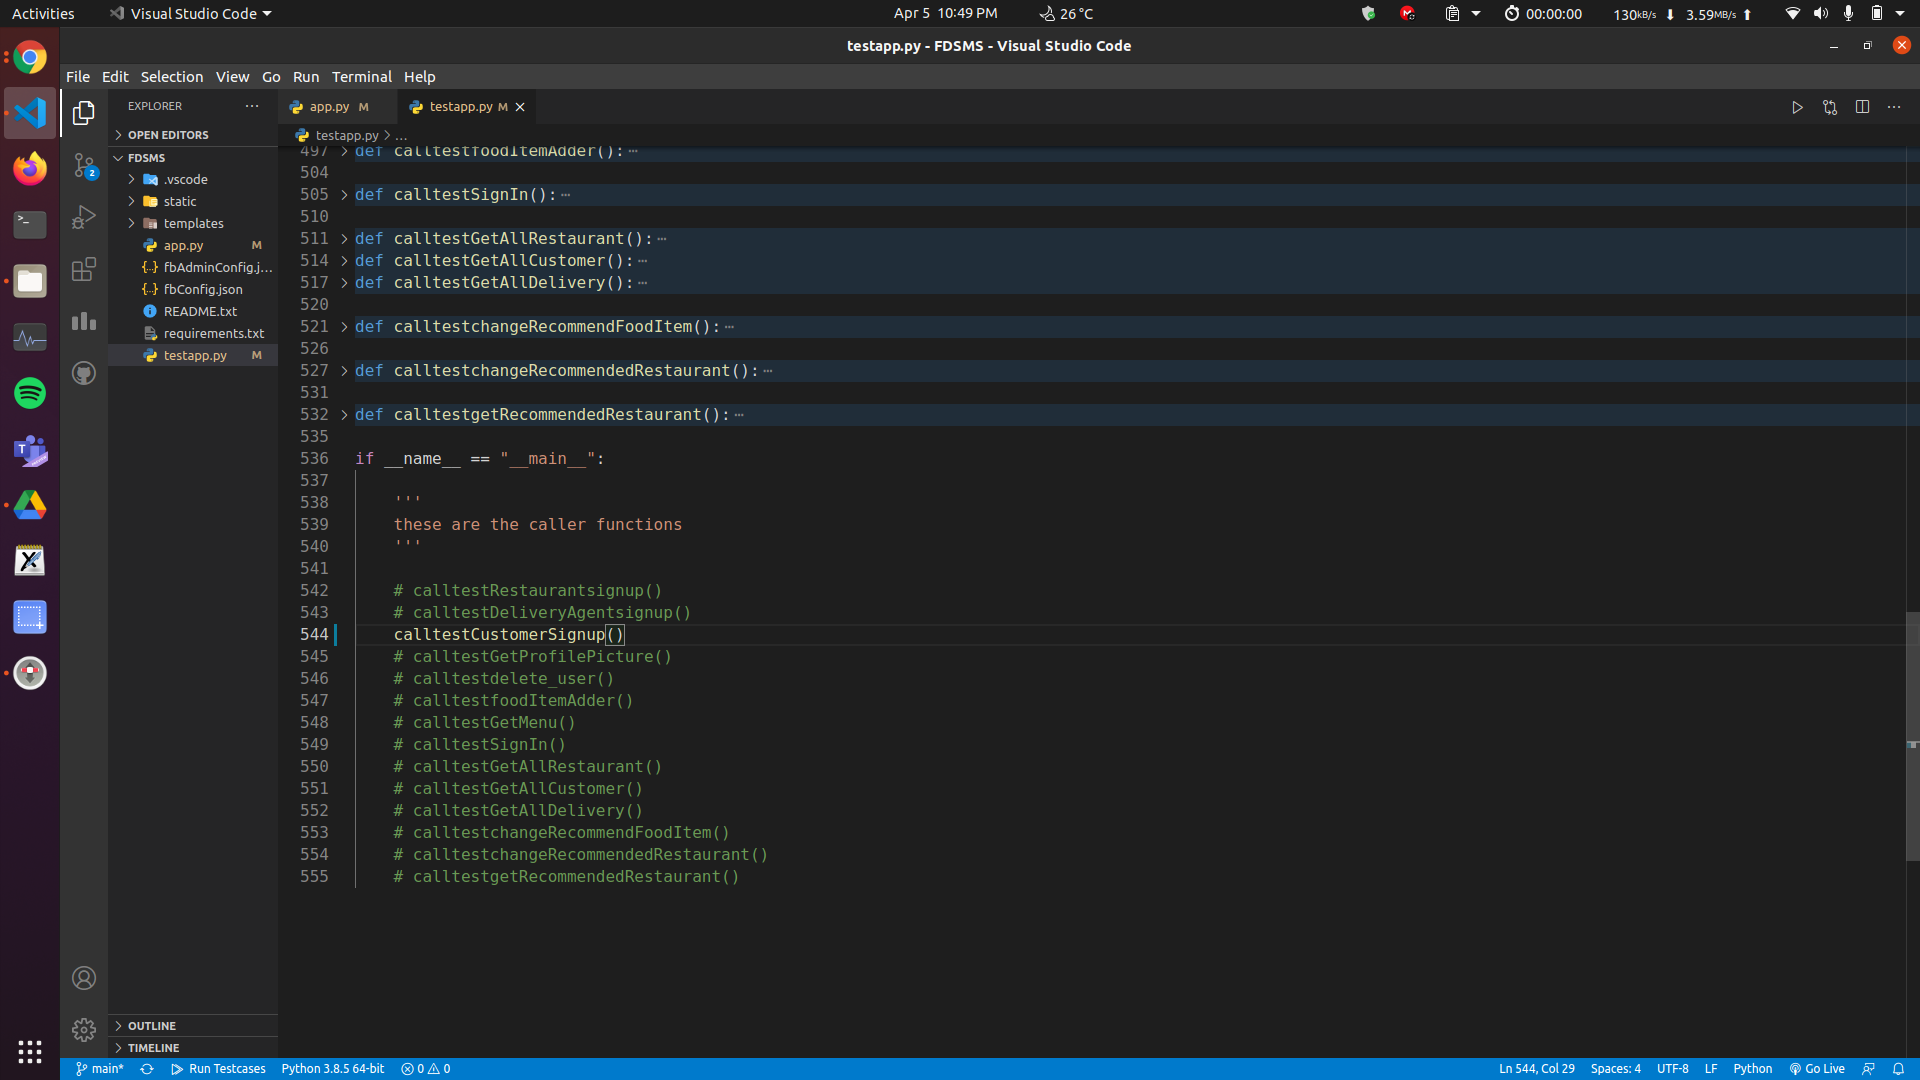 Activities Visual Studio Code Apr 5 10:49 PM 26 °C 00:00:00 130kB/s 3.59MB/s
testapp.py - FDSMS - Visual Studio Code
File Edit Selection View Go Run Terminal Help
EXPLORER ··· app.py M testapp.py M
OPEN EDITORS
testapp.py > ...
FDSMS
.vscode
static
templates
app.py M
fbAdminConfig.j...
fbConfig.json
README.txt
requirements.txt
testapp.py M
497 def calltestfoodItemAdder():···
504
505 def calltestSignIn():···
510
511 def calltestGetAllRestaurant():···
514 def calltestGetAllCustomer():···
517 def calltestGetAllDelivery():···
520
521 def calltestchangeRecommendFoodItem():···
526
527 def calltestchangeRecommendedRestaurant():···
531
532 def calltestgetRecommendedRestaurant():···
535
536 if __name__ == "__main__":
537
538 '''
539 these are the caller functions
540 '''
541
542 # calltestRestaurantsignup()
543 # calltestDeliveryAgentsignup()
544 calltestCustomerSignup()
545 # calltestGetProfilePicture()
546 # calltestdelete_user()
547 # calltestfoodItemAdder()
548 # calltestGetMenu()
549 # calltestSignIn()
550 # calltestGetAllRestaurant()
551 # calltestGetAllCustomer()
552 # calltestGetAllDelivery()
553 # calltestchangeRecommendFoodItem()
554 # calltestchangeRecommendedRestaurant()
555 # calltestgetRecommendedRestaurant()
OUTLINE
TIMELINE
main* Run Testcases Python 3.8.5 64-bit 0 0 Ln 544, Col 29 Spaces: 4 UTF-8 LF Python Go Live